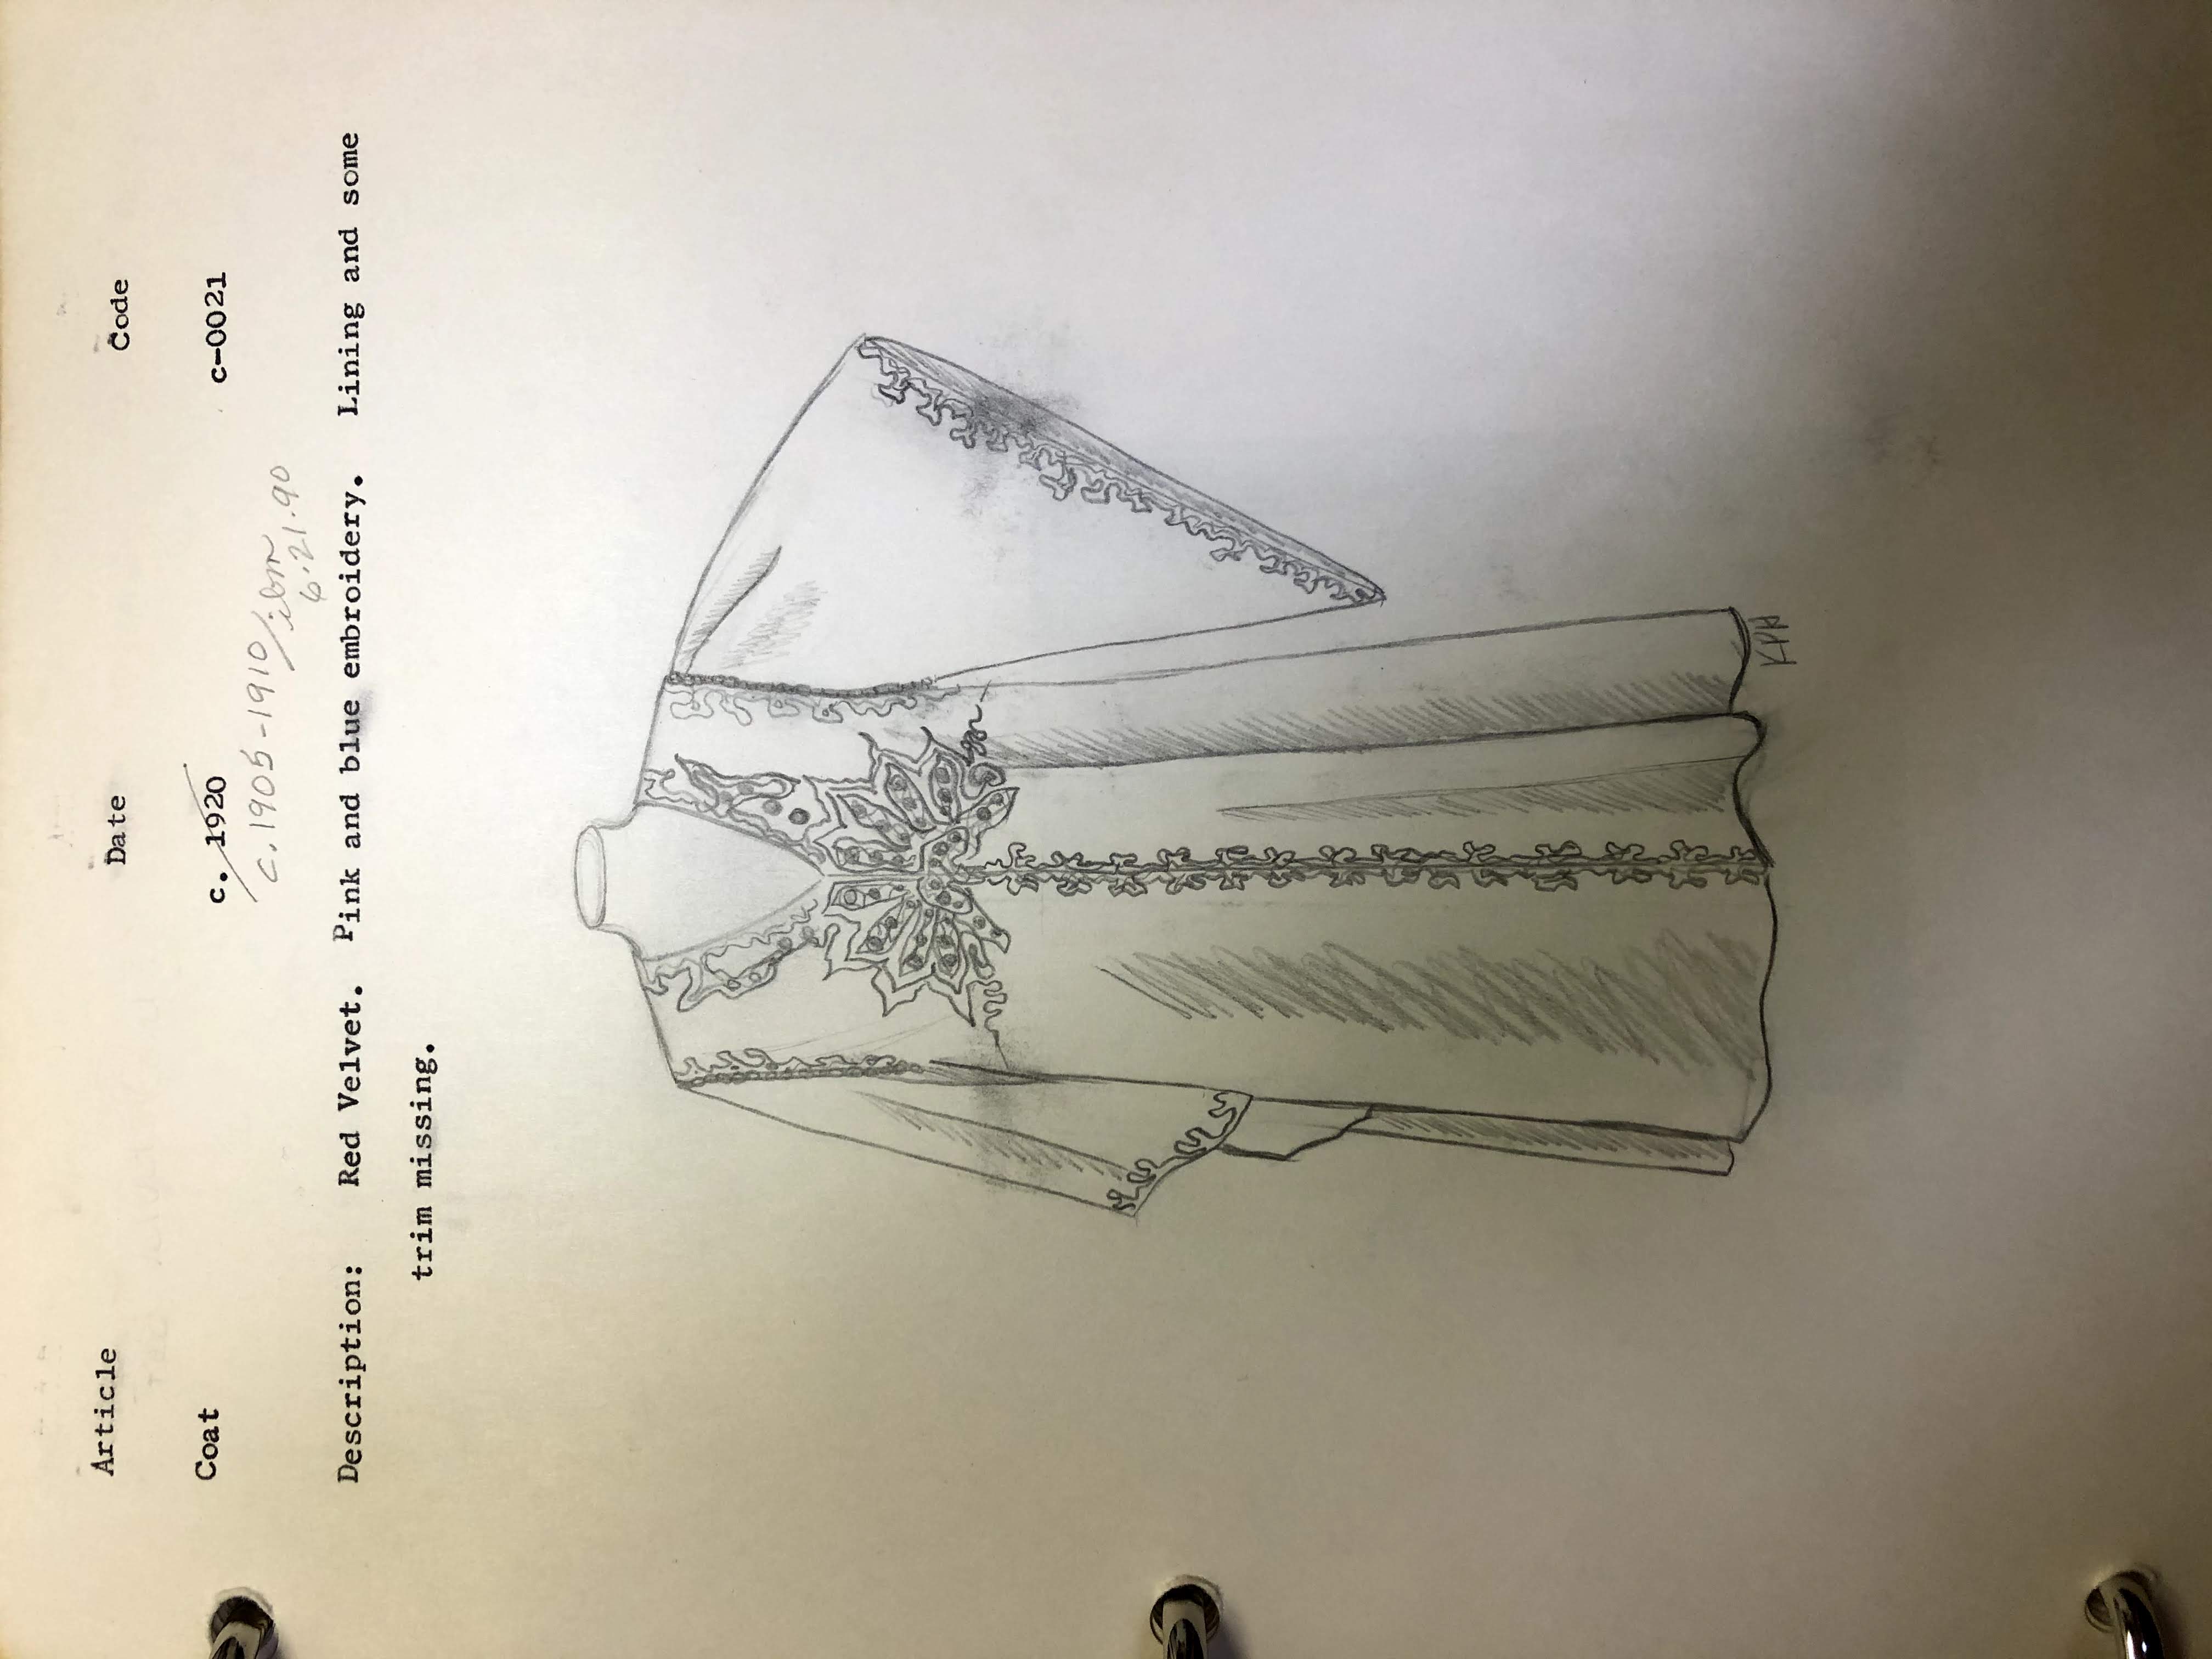 Article Date Code
Coat c. 1920 c-0021
c. 1905-1910/ibm
6.21.90
Description: Red Velvet. Pink and blue embroidery. Lining and some
trim missing.
KPH